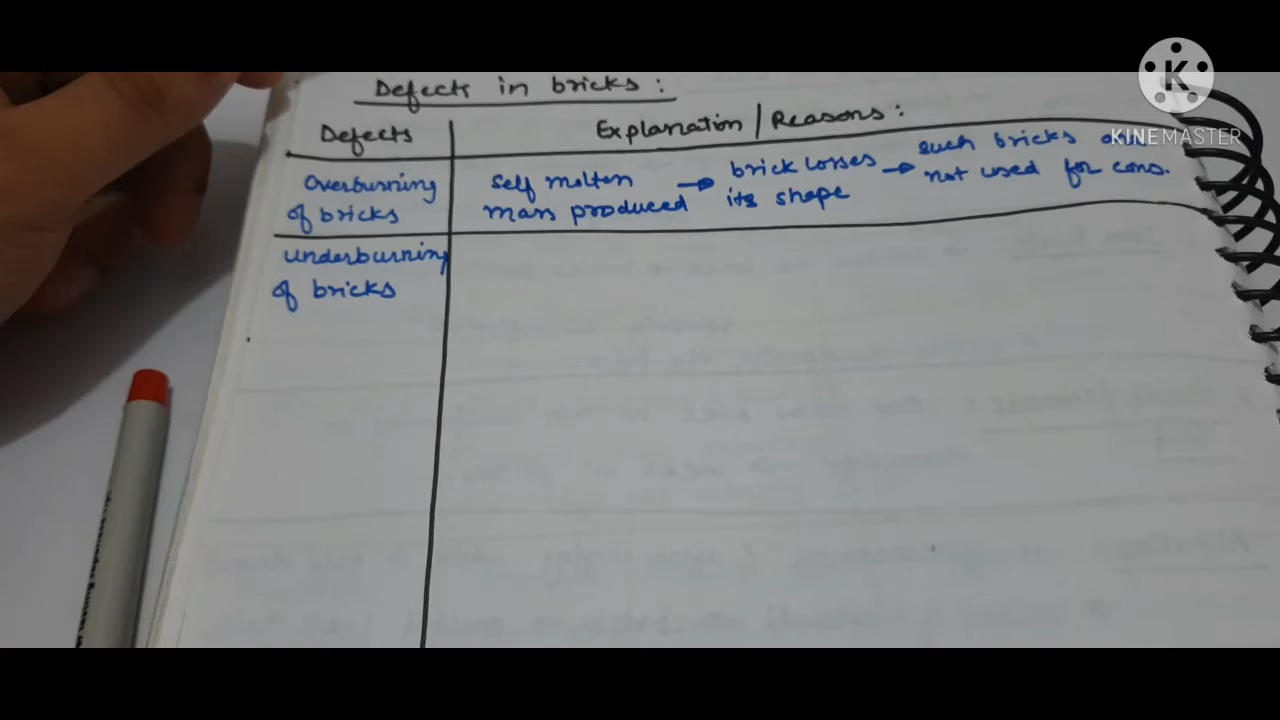 Defects in bricks :
Defects
Explanation / Reasons :
Overburning
of bricks
self molten
mass produced
→ brick losses
its shape
→ such bricks are
not used for cons.
underburning
of bricks
K
KINEMASTER